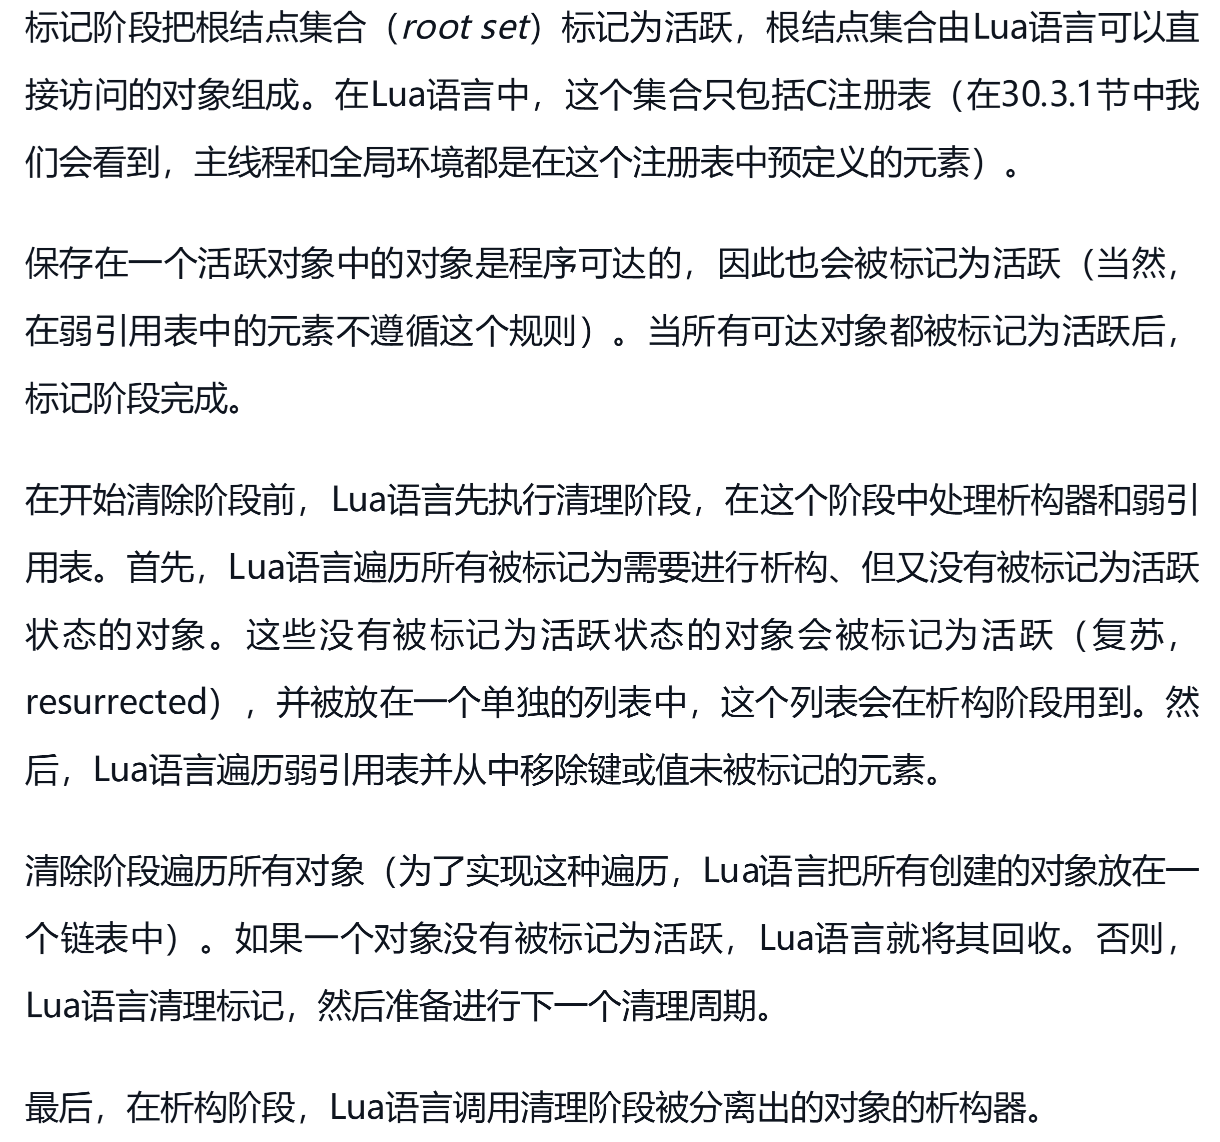 标记阶段把根结点集合（root set）标记为活跃，根结点集合由Lua语言可以直
接访问的对象组成。在Lua语言中，这个集合只包括C注册表（在30.3.1节中我
们会看到，主线程和全局环境都是在这个注册表中预定义的元素）。
保存在一个活跃对象中的对象是程序可达的，因此也会被标记为活跃（当然，
在弱引用表中的元素不遵循这个规则）。当所有可达对象都被标记为活跃后，
标记阶段完成。
在开始清除阶段前，Lua语言先执行清理阶段，在这个阶段中处理析构器和弱引
用表。首先，Lua语言遍历所有被标记为需要进行析构、但又没有被标记为活跃
状态的对象。这些没有被标记为活跃状态的对象会被标记为活跃（复苏，
resurrected），并被放在一个单独的列表中，这个列表会在析构阶段用到。然
后，Lua语言遍历弱引用表并从中移除键或值未被标记的元素。
清除阶段遍历所有对象（为了实现这种遍历，Lua语言把所有创建的对象放在一
个链表中）。如果一个对象没有被标记为活跃，Lua语言就将其回收。否则，
Lua语言清理标记，然后准备进行下一个清理周期。
最后，在析构阶段，Lua语言调用清理阶段被分离出的对象的析构器。